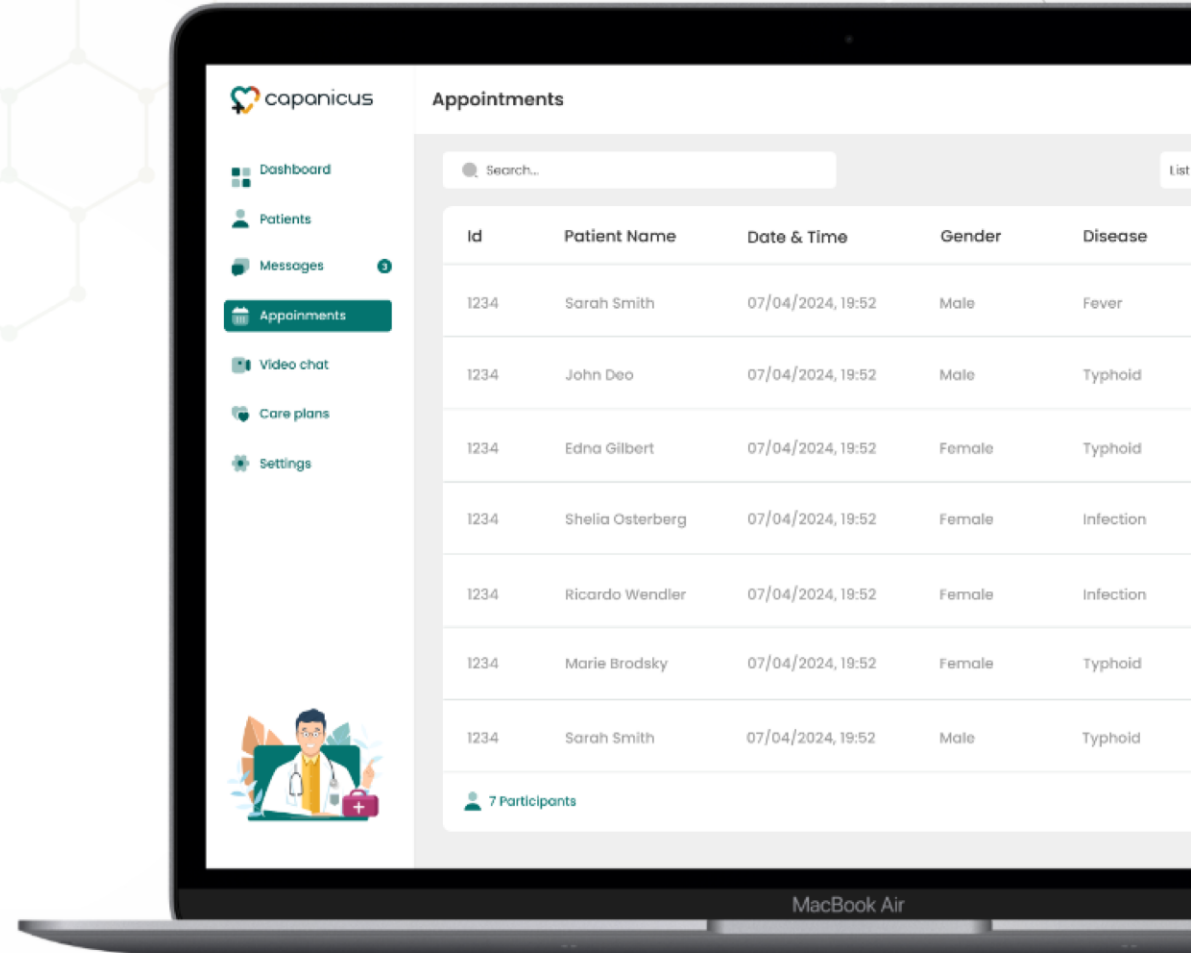 capanicus
Appointments
Dashboard
Patients
Messages 3
Appainments
Video chat
Care plans
Settings
Search...
List
Id Patient Name Date & Time Gender Disease
1234 Sarah Smith 07/04/2024, 19:52 Male Fever
1234 John Deo 07/04/2024, 19:52 Male Typhoid
1234 Edna Gilbert 07/04/2024, 19:52 Female Typhoid
1234 Shelia Osterberg 07/04/2024, 19:52 Female Infection
1234 Ricardo Wendler 07/04/2024, 19:52 Female Infection
1234 Marie Brodsky 07/04/2024, 19:52 Female Typhoid
1234 Sarah Smith 07/04/2024, 19:52 Male Typhoid
7 Participants
MacBook Air